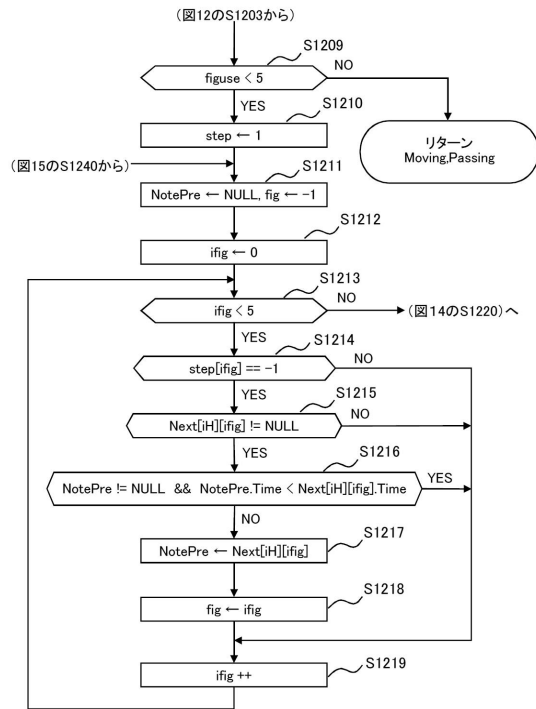 (図12のS1203から)
S1209
figuse < 5
NO
YES
S1210
step ← 1
リターン
Moving,Passing
(図15のS1240から)
S1211
NotePre ← NULL, fig ← -1
S1212
ifig ← 0
S1213
ifig < 5
NO
(図14のS1220)へ
YES
S1214
step[ifig] == -1
NO
YES
S1215
Next[iH][ifig] != NULL
NO
YES
S1216
NotePre != NULL && NotePre.Time < Next[iH][ifig].Time
YES
NO
S1217
NotePre ← Next[iH][ifig]
S1218
fig ← ifig
S1219
ifig ++